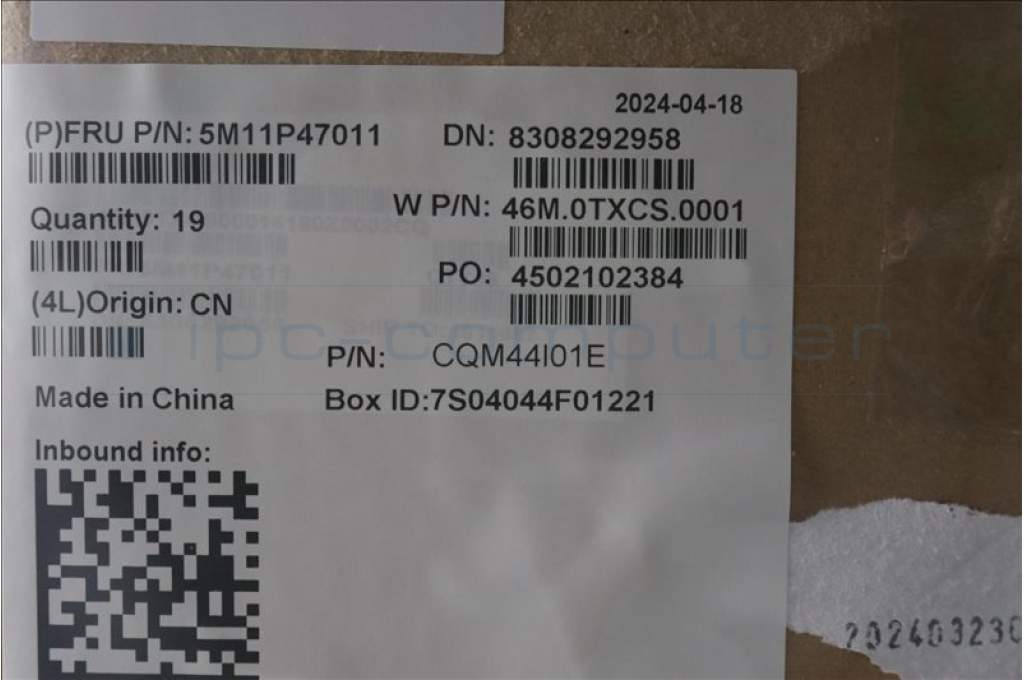 2024-04-18
(P)FRU P/N: 5M11P47011
DN: 8308292958
W P/N: 46M.0TXCS.0001
Quantity: 19
PO: 4502102384
(4L)Origin: CN
ipc-computer
P/N: CQM44I01E
Made in China
Box ID:7S04044F01221
Inbound info:
5M11P47011